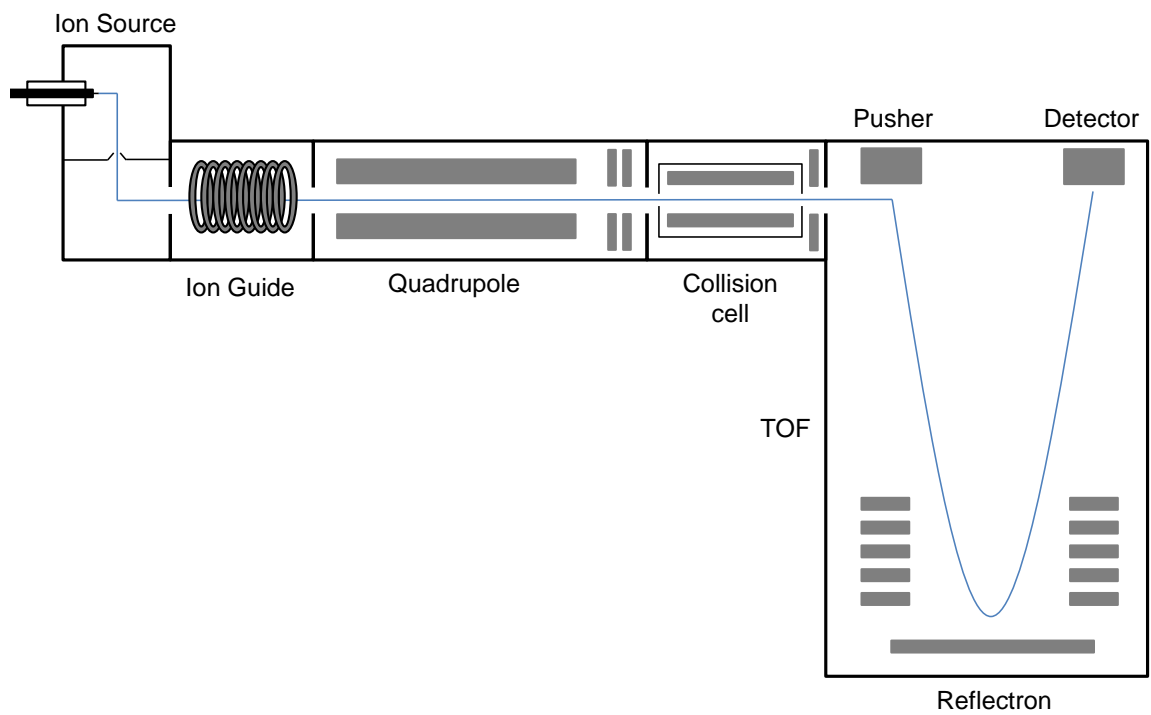 Ion Source
Pusher
Detector
Ion Guide
Quadrupole
Collision
cell
TOF
Reflectron